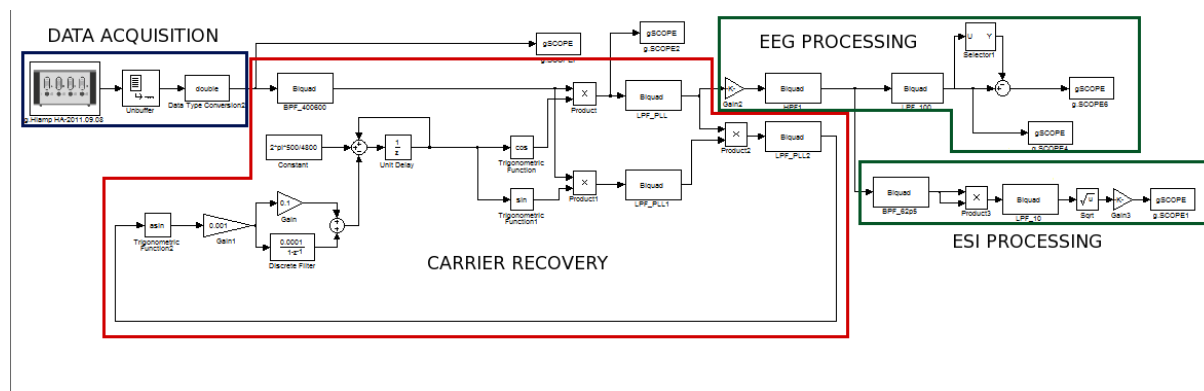 DATA ACQUISITION
g.HIamp HA-2011.09.08
Unbuffer
double
Data Type Conversion2
gSCOPE
gSCOPE
g.SCOPE2
Biquad
BPF_400600
X
Product
Biquad
LPF_PLL
2*pi*500/4800
Constant
1
z
Unit Delay
cos
Trigonometric
Function
X
Product2
Biquad
LPF_PLL2
sin
Trigonometric
Function1
X
Product1
Biquad
LPF_PLL1
asin
Trigonometric
Function2
0.001
Gain1
0.1
Gain
0.0001
1-z-1
Discrete Filter
CARRIER RECOVERY
EEG PROCESSING
-K-
Gain2
Biquad
HPF1
Biquad
LPF_100
U Y
Selector1
gSCOPE
g.SCOPE6
gSCOPE
g.SCOPE4
Biquad
BPF_62p5
X
Product3
Biquad
LPF_10
√u
Sqrt
K-
Gain3
gSCOPE
g.SCOPE1
ESI PROCESSING